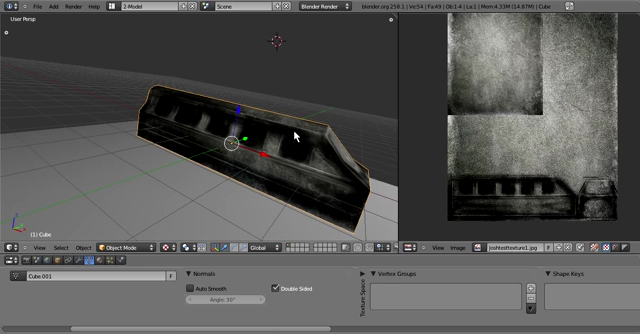 File Add Render Help 2-Model Scene Blender Render blender.org 258.1 | Ve:54 | Fa:49 | Ob:1-4 | La:1 | Mem:4.33M (14.87M) | Cube
User Persp
(1) Cube
View Select Object Object Mode Global View Image joshtesttexture1.jpg F
Cube.001 F
Normals
Auto Smooth
Double Sided
Angle: 30°
Texture Space
Vertex Groups
Shape Keys